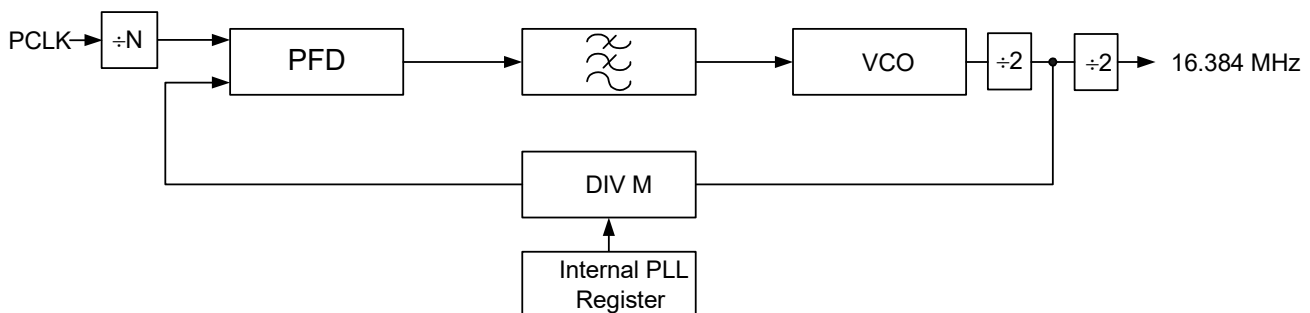 PCLK
÷N
PFD
VCO
÷2
÷2
16.384 MHz
DIV M
Internal PLL
Register